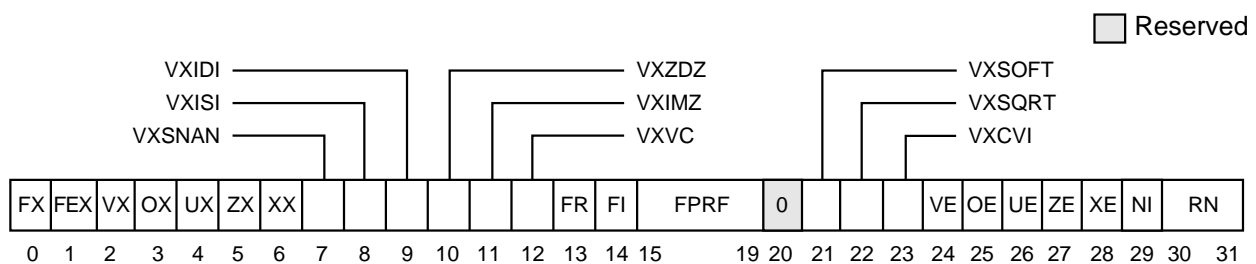 Reserved
VXIDI VXZDZ VXSOFT
VXISI VXIMZ VXSQRT
VXSNAN VXVC VXCVI
FX FEX VX OX UX ZX XX FR FI FPRF 0 VE OE UE ZE XE NI RN
0 1 2 3 4 5 6 7 8 9 10 11 12 13 14 15 19 20 21 22 23 24 25 26 27 28 29 30 31